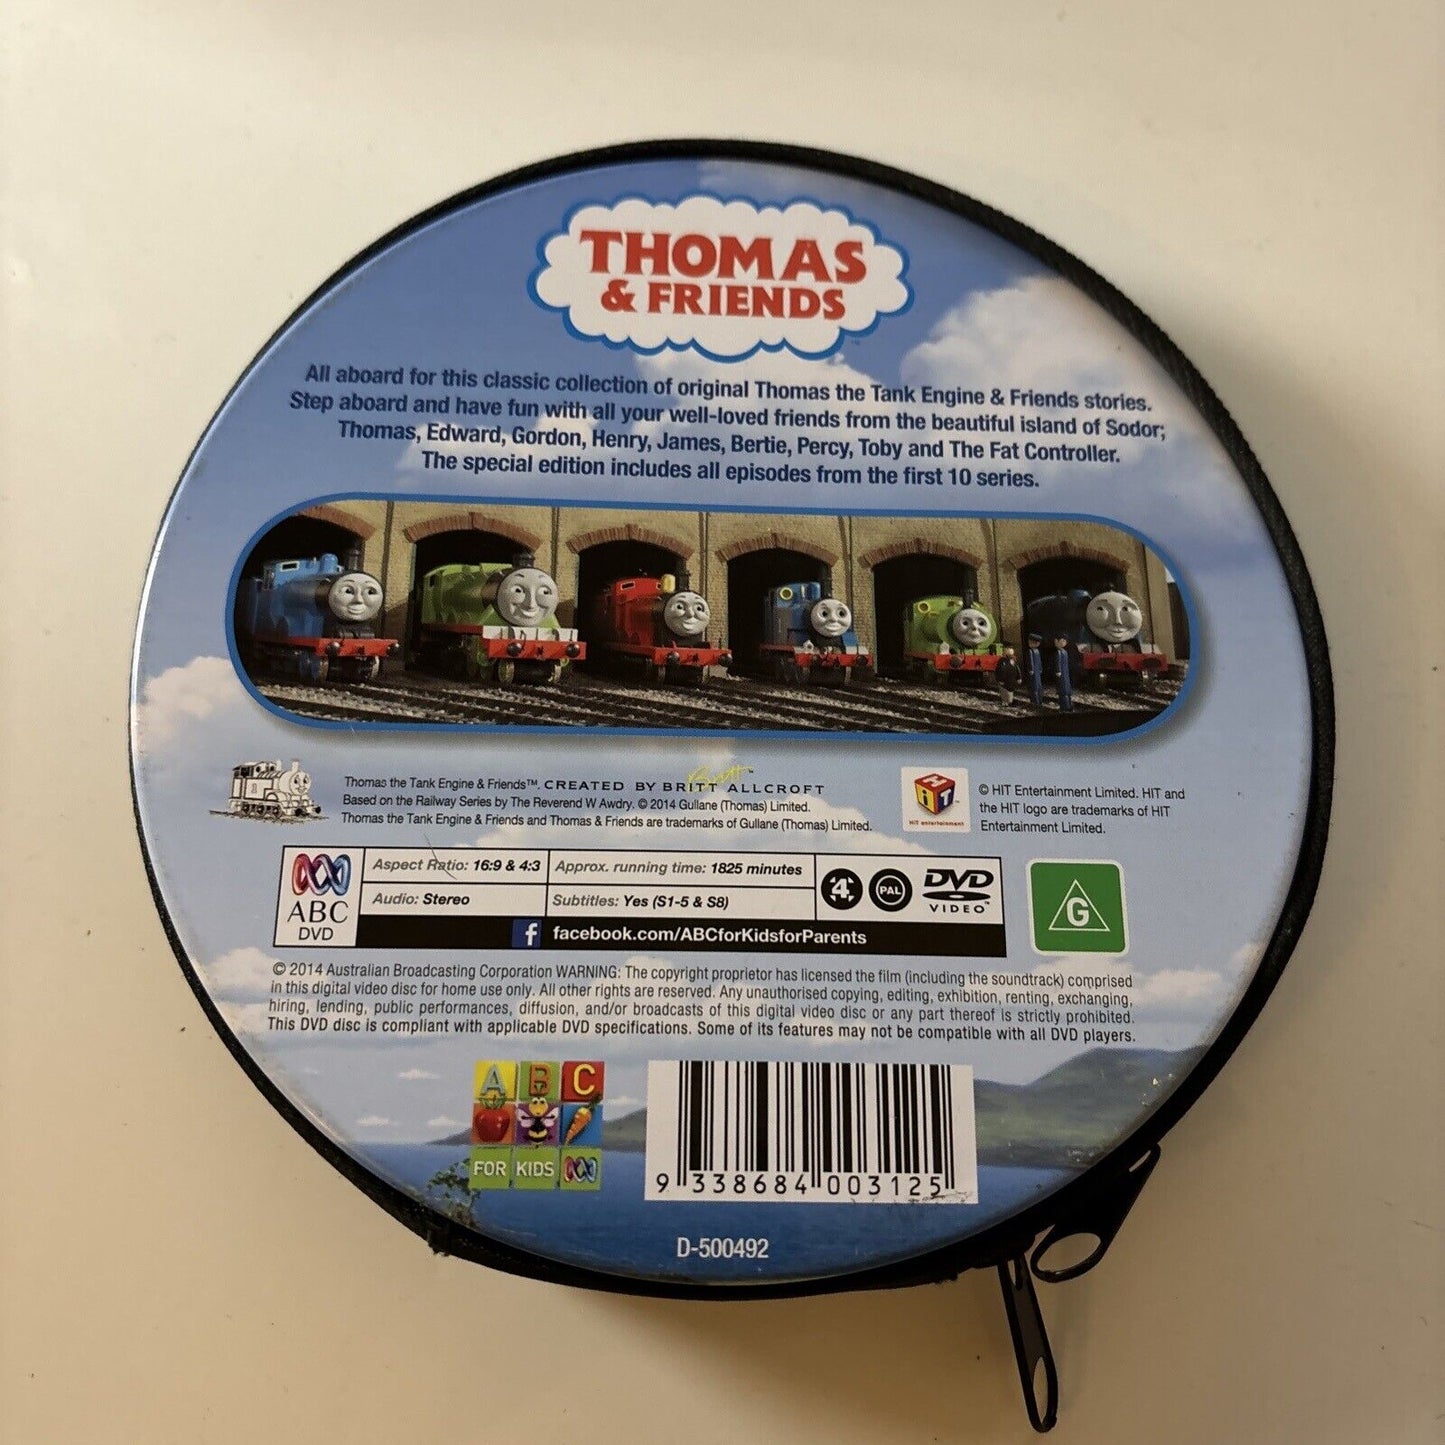 THOMAS
& FRIENDS
All aboard for this classic collection of original Thomas the Tank Engine & Friends stories.
Step aboard and have fun with all your well-loved friends from the beautiful island of Sodor;
Thomas, Edward, Gordon, Henry, James, Bertie, Percy, Toby and The Fat Controller.
The special edition includes all episodes from the first 10 series.
Britt™
Thomas the Tank Engine & Friends™. CREATED BY BRITT ALLCROFT
Based on the Railway Series by The Reverend W Awdry. © 2014 Gullane (Thomas) Limited.
Thomas the Tank Engine & Friends and Thomas & Friends are trademarks of Gullane (Thomas) Limited.
1
HiT
HiT entertainment
© HIT Entertainment Limited. HIT and
the HIT logo are trademarks of HIT
Entertainment Limited.
ABC
DVD
Aspect Ratio: 16:9 & 4:3
Approx. running time: 1825 minutes
Audio: Stereo
Subtitles: Yes (S1-5 & S8)
4
PAL
DVD
VIDEO™
G
f facebook.com/ABCforKidsforParents
© 2014 Australian Broadcasting Corporation WARNING: The copyright proprietor has licensed the film (including the soundtrack) comprised
in this digital video disc for home use only. All other rights are reserved. Any unauthorised copying, editing, exhibition, renting, exchanging,
hiring, lending, public performances, diffusion, and/or broadcasts of this digital video disc or any part thereof is strictly prohibited.
This DVD disc is compliant with applicable DVD specifications. Some of its features may not be compatible with all DVD players.
ABC
FOR KIDS
9 338684 003125
D-500492